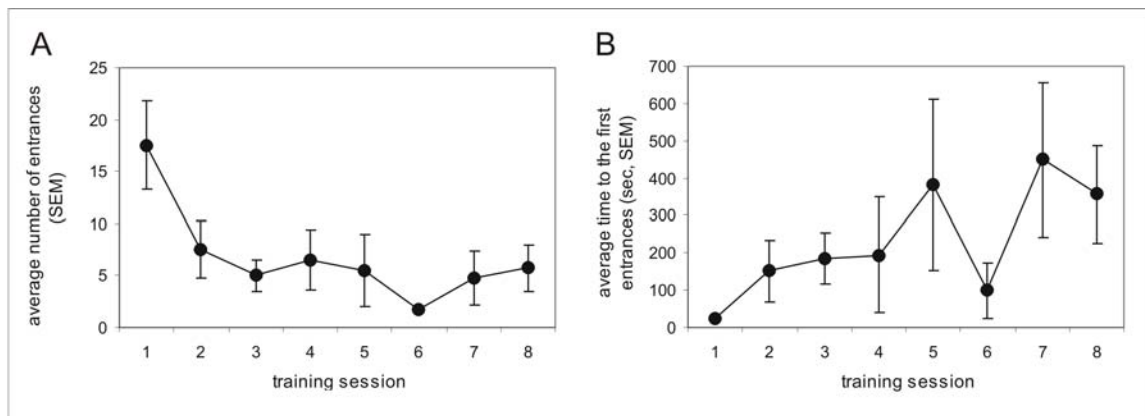 A
average number of entrances
(SEM)
25
20
15
10
5
0
1 2 3 4 5 6 7 8
training session
B
average time to the first
entrances (sec, SEM)
700
600
500
400
300
200
100
0
1 2 3 4 5 6 7 8
training session